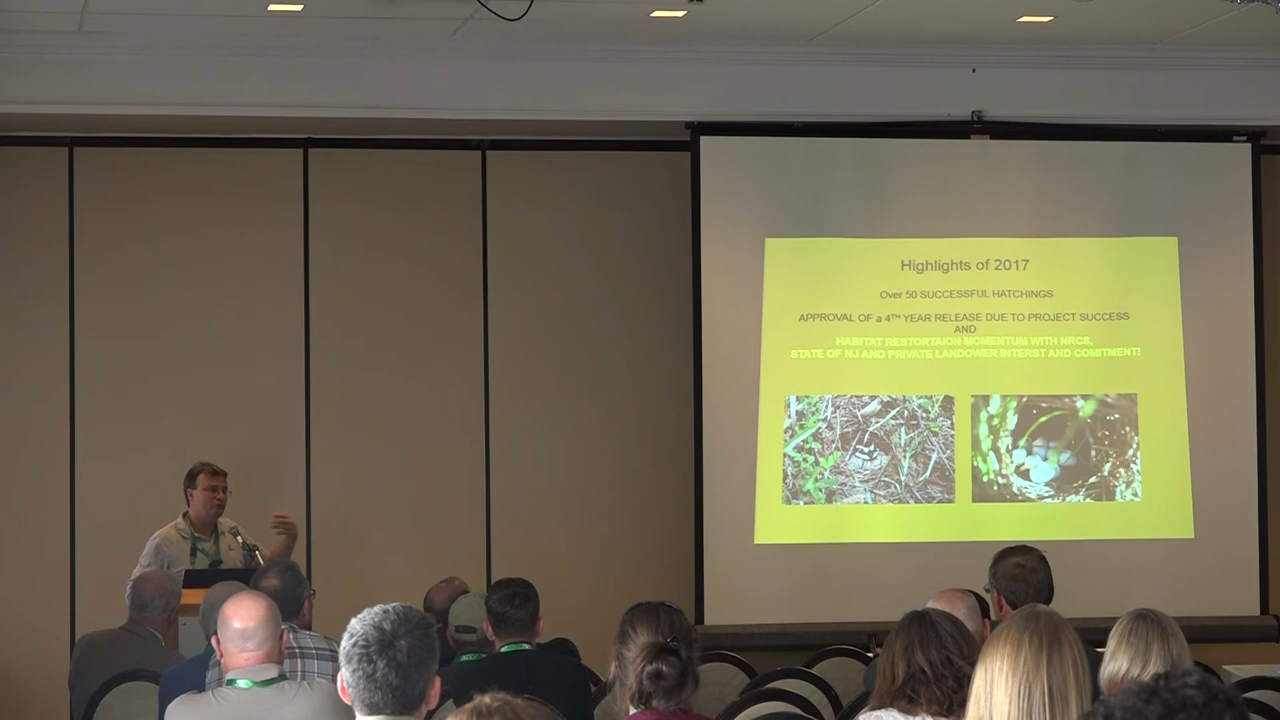 Highlights of 2017
Over 50 SUCCESSFUL HATCHINGS
APPROVAL OF a 4TH YEAR RELEASE DUE TO PROJECT SUCCESS
AND
HABITAT RESTORTAION MOMENTUM WITH NRCS,
STATE OF NJ AND PRIVATE LANDOWER INTERST AND COMITMENT!